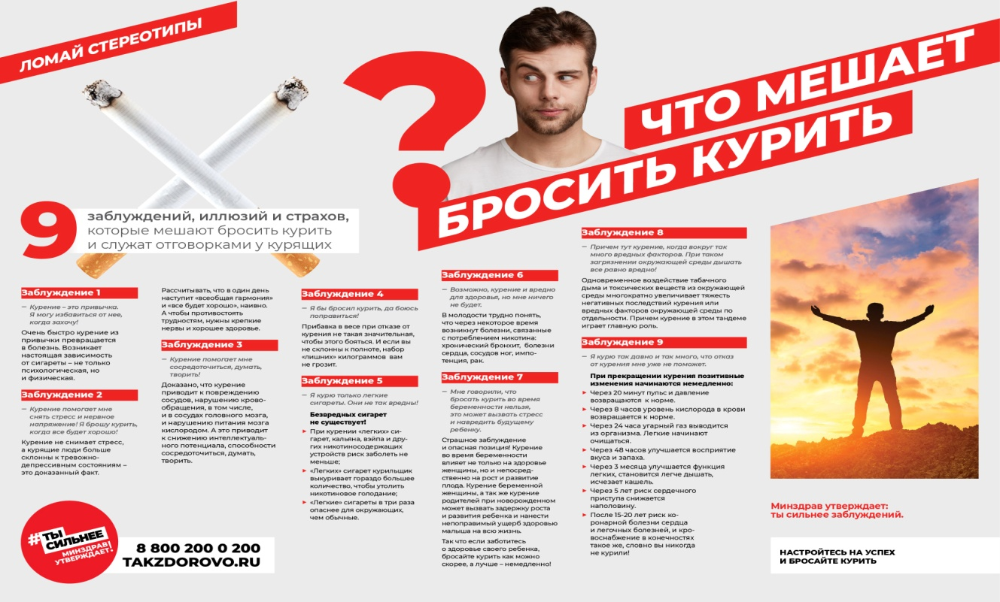 ЛОМАЙ СТЕРЕОТИПЫ
?
ЧТО МЕШАЕТ
БРОСИТЬ КУРИТЬ
9
заблуждений, иллюзий и страхов,
которые мешают бросить курить
и служат отговорками у курящих
Заблуждение 1
— Курение – это привычка.
Я могу избавиться от нее,
когда захочу!
Очень быстро курение из
привычки превращается
в болезнь. Возникает
настоящая зависимость
от сигареты – не только
психологическая, но
и физическая.
Заблуждение 2
— Курение помогает мне
снять стресс и нервное
напряжение! Я брошу курить,
когда все будет хорошо!
Курение не снимает стресс,
а курящие люди больше
склонны к тревожно-
депрессивным состояниям –
это доказанный факт.
Рассчитывать, что в один день
наступит «всеобщая гармония»
и «все будет хорошо», наивно.
А чтобы противостоять
трудностям, нужны крепкие
нервы и хорошее здоровье.
Заблуждение 3
— Курение помогает мне
сосредоточиться, думать,
творить!
Доказано, что курение
приводит к повреждению
сосудов, нарушению крово-
обращения, в том числе,
и в сосудах головного мозга,
и нарушению питания мозга
кислородом. А это приводит
к снижению интеллектуаль-
ного потенциала, способности
сосредоточиться, думать,
творить.
Заблуждение 4
— Я бы бросил курить, да боюсь
поправиться!
Прибавка в весе при отказе от
курения не такая значительная,
чтобы этого бояться. И если вы
не склонны к полноте, набор
«лишних» килограммов вам
не грозит.
Заблуждение 5
— Я курю только легкие
сигареты. Они не так вредны!
Безвредных сигарет
не существует!
► При курении «легких» си-
гарет, кальяна, вэйпа и дру-
гих никотиносодержащих
устройств риск заболеть не
меньше;
► «Легких» сигарет курильщик
выкуривает гораздо большее
количество, чтобы утолить
никотиновое голодание;
► «Легкие» сигареты в три раза
опаснее для окружающих,
чем обычные.
Заблуждение 6
— Возможно, курение и вредно
для здоровья, но мне ничего
не будет.
В молодости трудно понять,
что через некоторое время
возникнут болезни, связанные
с потреблением никотина:
хронический бронхит, болезни
сердца, сосудов ног, импо-
тенция, рак.
Заблуждение 7
— Мне говорили, что
бросать курить во время
беременности нельзя,
это может вызвать стресс
и навредить будущему
ребенку.
Страшное заблуждение
и опасная позиция! Курение
во время беременности
влияет не только на здоровье
женщины, но и непосред-
ственно на рост и развитие
плода. Курение беременной
женщины, а так же курение
родителей при новорожденном
может вызвать задержку роста
и развития ребенка и нанести
непоправимый ущерб здоровью
малыша на всю жизнь.
Так что если заботитесь
о здоровье своего ребенка,
бросайте курить как можно
скорее, а лучше – немедленно!
Заблуждение 8
— Причем тут курение, когда вокруг так
много вредных факторов. При таком
загрязнении окружающей среды дышать
все равно вредно!
Одновременное воздействие табачного
дыма и токсических веществ из окружающей
среды многократно увеличивает тяжесть
негативных последствий курения или
вредных факторов окружающей среды по
отдельности. Причем курение в этом тандеме
играет главную роль.
Заблуждение 9
— Я курю так давно и так много, что отказ
от курения мне уже не поможет.
При прекращении курения позитивные
изменения начинаются немедленно:
► Через 20 минут пульс и давление
возвращаются к норме.
► Через 8 часов уровень кислорода в крови
возвращается к норме.
► Через 24 часа угарный газ выводится
из организма. Легкие начинают
очищаться.
► Через 48 часов улучшается восприятие
вкуса и запаха.
► Через 3 месяца улучшается функция
легких, становится легче дышать,
исчезает кашель.
► Через 5 лет риск сердечного
приступа снижается
наполовину.
► После 15-20 лет риск ко-
ронарной болезни сердца
и легочных болезней, и кро-
воснабжение в конечностях
такое же, словно вы никогда
не курили!
#ТЫ
СИЛЬНЕЕ
МИНЗДРАВ
УТВЕРЖДАЕТ!
8 800 200 0 200
TAKZDOROVO.RU
Минздрав утверждает:
ты сильнее заблуждений.
НАСТРОЙТЕСЬ НА УСПЕХ
И БРОСАЙТЕ КУРИТЬ